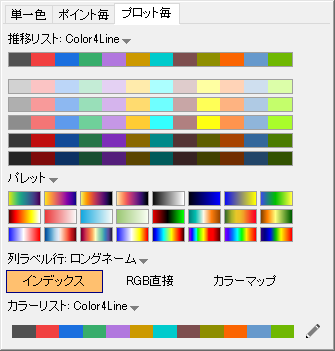 単一色 ポイント毎 プロット毎
推移リスト: Color4Line
パレット
列ラベル行: ロングネーム
インデックス RGB直接 カラーマップ
カラーリスト: Color4Line